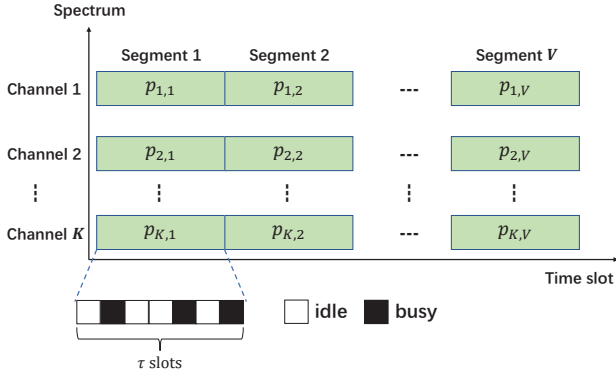 Spectrum
Segment 1 Segment 2 Segment V
Channel 1 p1,1 p1,2 --- p1,V
Channel 2 p2,1 p2,2 --- p2,V
Channel K pK,1 pK,2 --- pK,V
Time slot
idle busy
τ slots